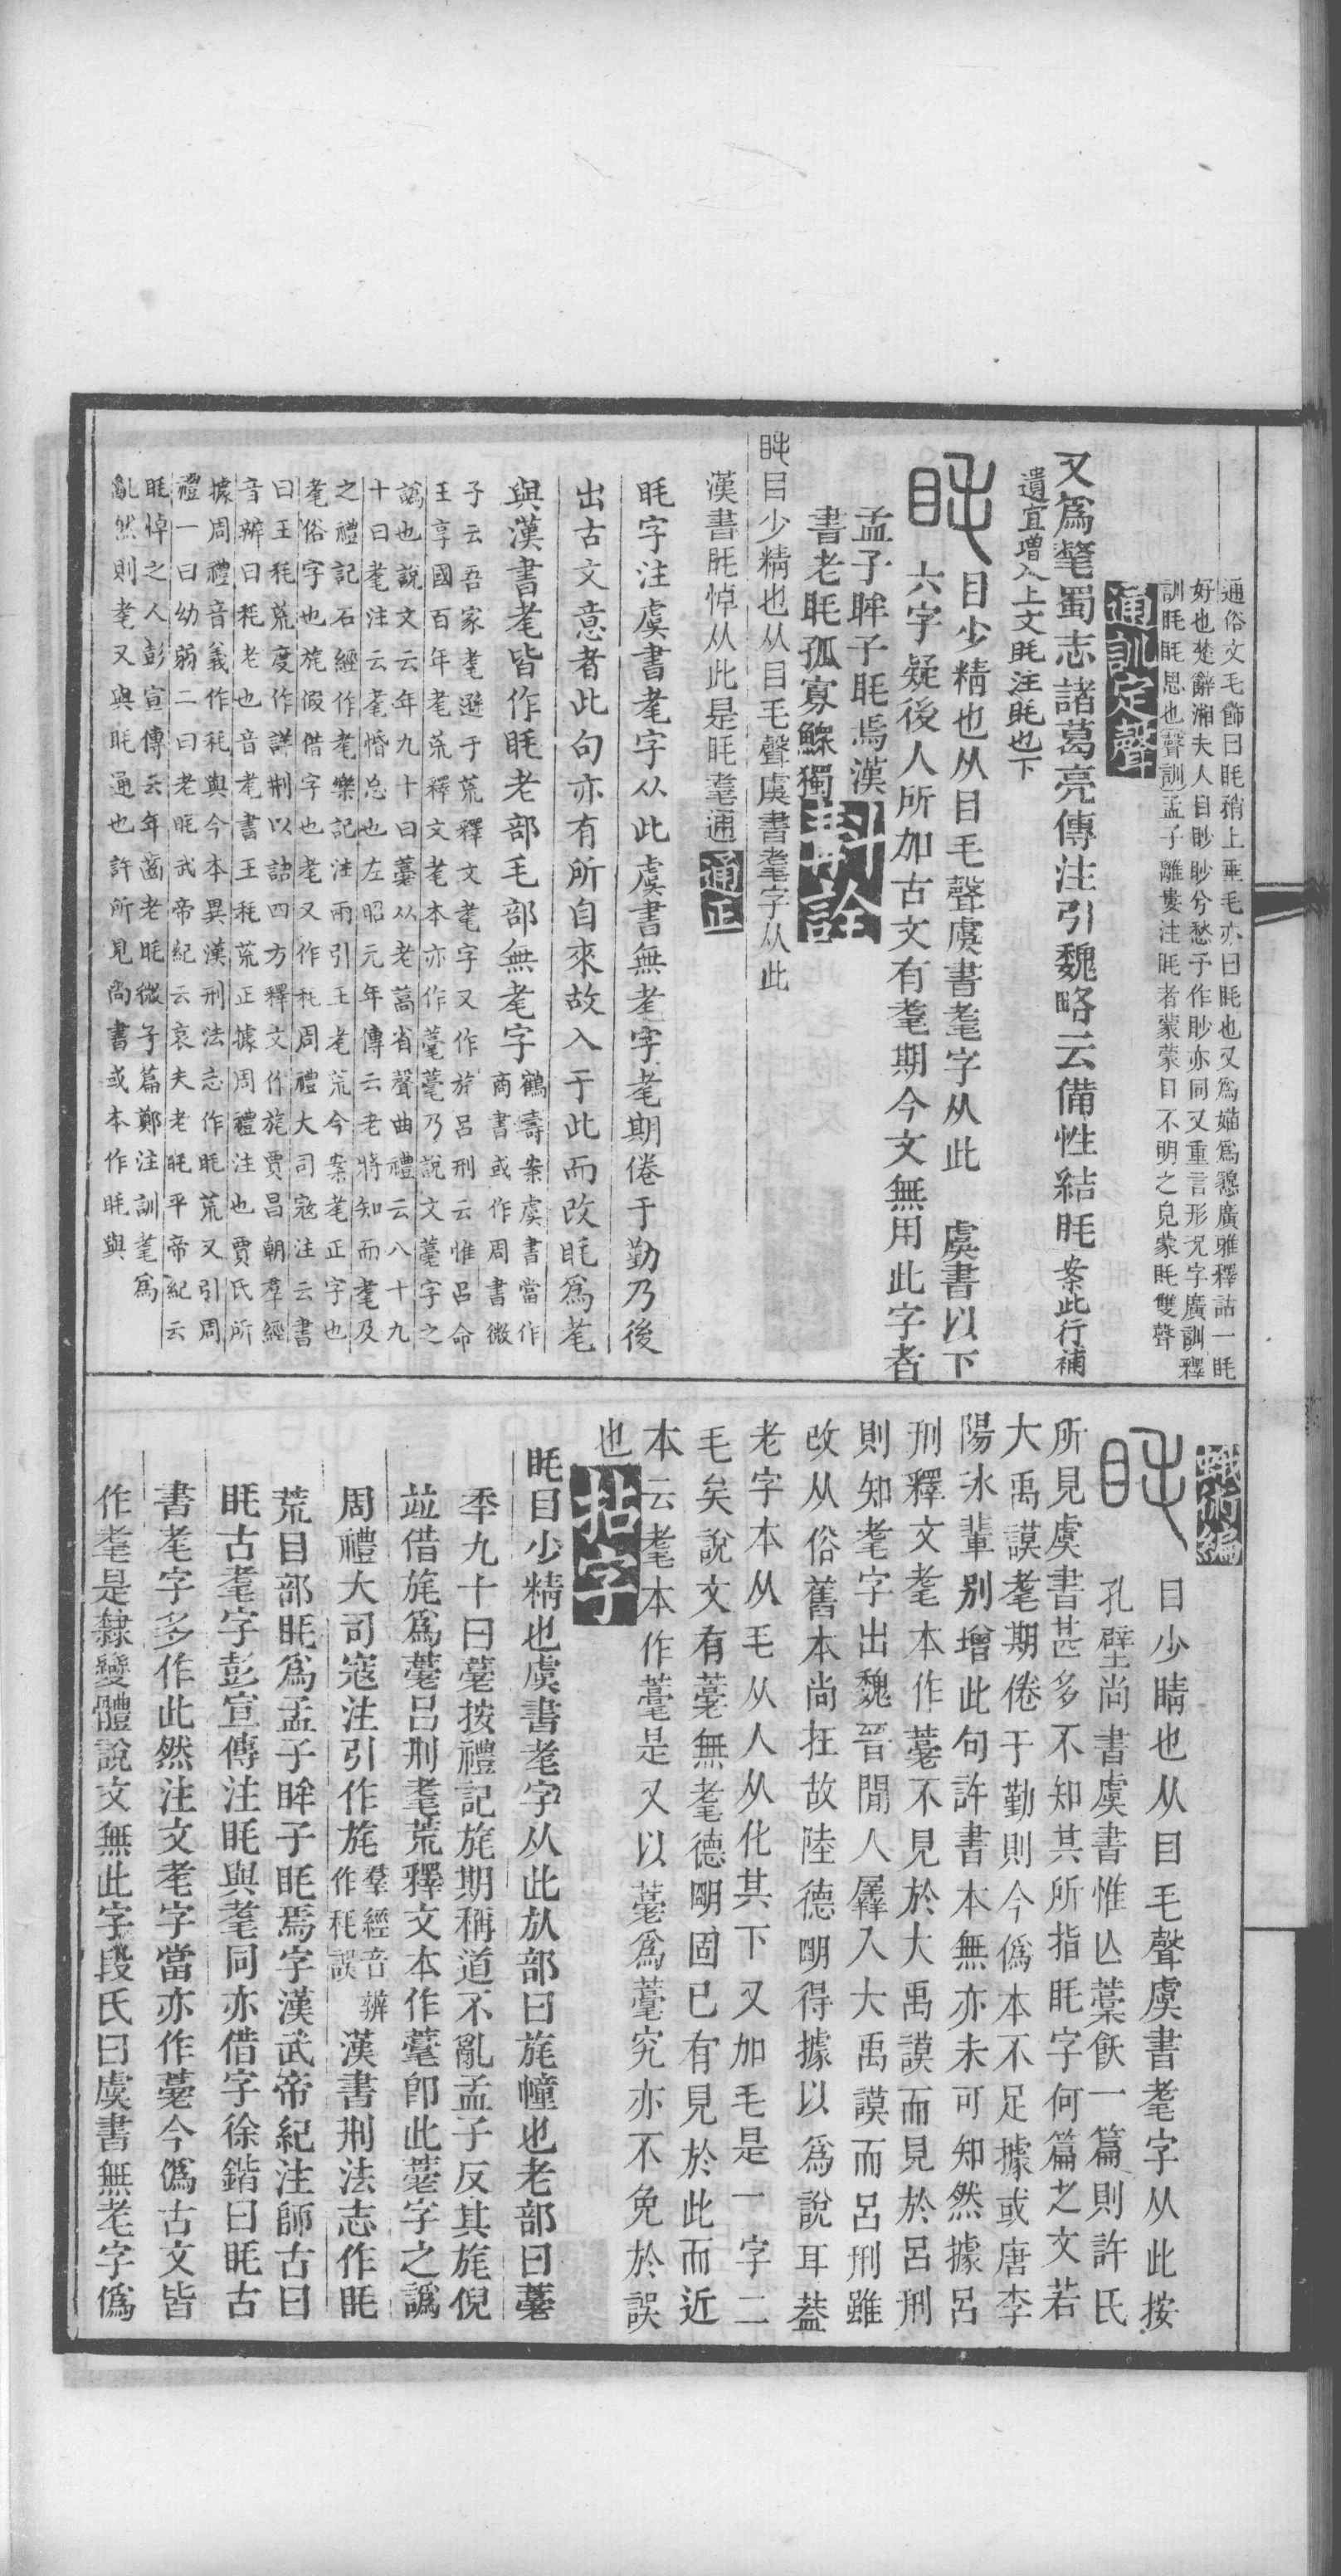 通俗文毛飾曰眊稍上垂毛亦曰眊也又爲媌爲懇廣雅釋詁一眊
好也楚辭湘夫人目眇眇兮愁予作眇亦同又重言形況字廣訓釋
訓眊眊思也聲訓孟子離婁注眊者蒙蒙目不明之皃蒙眊雙聲
通訓定聲
又爲髦蜀志諸葛亮傳注引魏略云備性結眊案此行補
遺宜增入上文眊注眊也下
目少精也从目毛聲虞書耄字从此 虞書以下
六字疑後人所加古文有耄期今文無用此字者
孟子眸子眊焉漢
書老眊孤寡鰥獨
斠詮
眊目少精也从目毛聲虞書耄字从此
漢書眊悼从此是眊耄通
通正
眊字注虞書耄字从此虞書無耄字耄期倦于勤乃後
出古文意者此句亦有所自來故入于此而改眊爲耄
與漢書耄皆作眊老部毛部無耄字
鶴壽案虞書當作
商書或作周書微
子云吾家耄遜于荒釋文耄字又作旄呂刑云惟呂命
王享國百年耄荒釋文耄本亦作薹薹乃說文薹字之
譌也說文云年九十曰薹从老蒿省聲曲禮云八十九
十曰耄注云耄惛忘也左昭元年傳云老將知而耄及
之禮記石經作耄樂記注兩引王耄荒今案耄正字也
耄俗字也旄假借字也耄又作秏周禮大司寇注云書
曰王秏荒度作詳刑以詰四方釋文作旄賈昌朝羣經
音辨曰秏老也音耄書王秏荒正據周禮注也賈氏所
據周禮音義作秏與今本異漢刑法志作眊荒又引周
禮一曰幼弱二曰老眊武帝紀云哀夫老眊平帝紀云
眊悼之人彭宣傳云年齒老眊微子篇鄭注訓耄爲
亂然則耄又與眊通也許所見尚書或本作眊與
蛾術編
目少睛也从目毛聲虞書耄字从此按
孔壁尚書虞書惟亾棄飫一篇則許氏
所見虞書甚多不知其所指眊字何篇之文若
大禹謨耄期倦于勤則今僞本不足據或唐李
陽冰輩別增此句許書本無亦未可知然據呂
刑釋文耄本作薹不見於大禹謨而見於呂刑
則知耄字出魏晉閒人羼入大禹謨而呂刑雖
改从俗舊本尚在故陸德明得據以爲說耳葢
老字本从毛从人从化其下又加毛是一字二
毛矣說文有薹無耄德明固已有見於此而近
本云耄本作薹是又以薹爲薹究亦不免於誤
也
拈字
眊目少精也虞書耄字从此㫃部曰旄幢也老部曰薹
年九十曰薹按禮記旄期稱道不亂孟子反其旄倪
竝借旄爲薹呂刑耄荒釋文本作薹卽此薹字之譌
周禮大司寇注引作旄羣經音辨作秏誤漢書刑法志作眊
荒目部眊爲孟子眸子眊焉字漢武帝紀注師古曰
眊古耄字彭宣傳注眊與耄同亦借字徐鍇曰眊古
書耄字多作此然注文耄字當亦作薹今僞古文皆
作耄是隸變體說文無此字段氏曰虞書無耄字僞